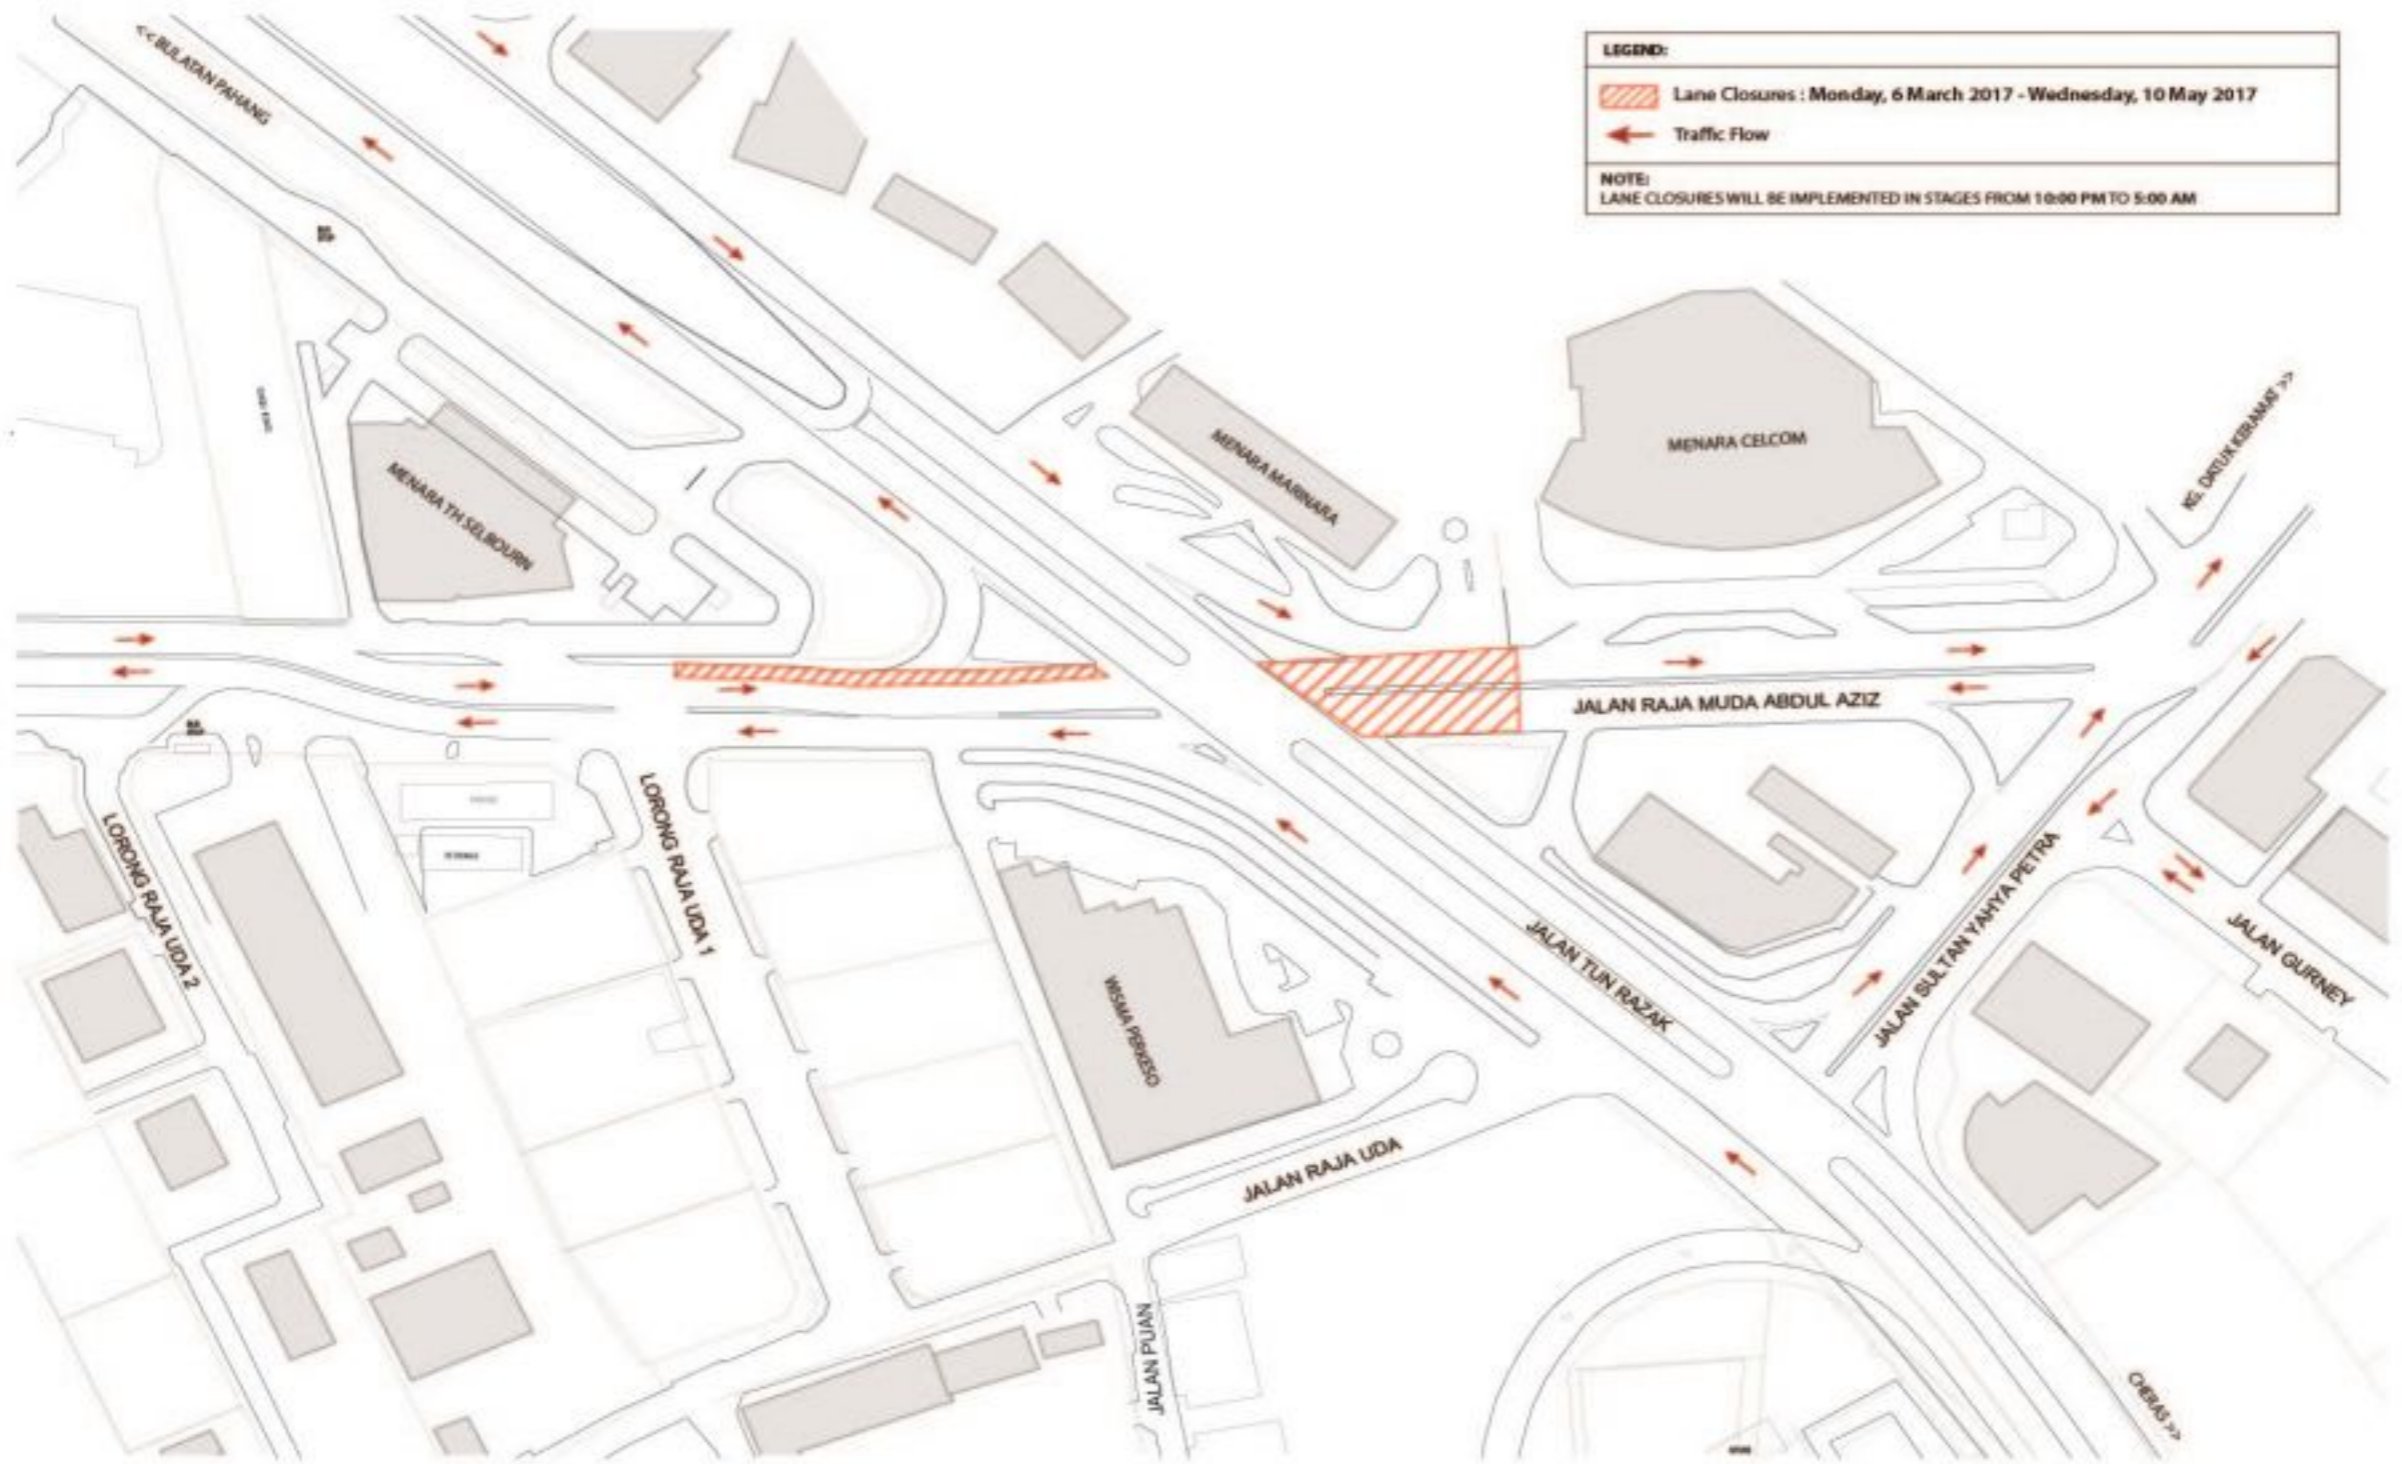 << BULATAN PAHANG
LEGEND:
Lane Closures : Monday, 6 March 2017 - Wednesday, 10 May 2017
Traffic Flow
NOTE:
LANE CLOSURES WILL BE IMPLEMENTED IN STAGES FROM 10:00 PM TO 5:00 AM
MENARA CELCOM
KG. DATUK KERAMAT >>
MENARA MARINARA
MENARA TH SELBOURN
JALAN RAJA MUDA ABDUL AZIZ
LORONG RAJA UDA 2
LORONG RAJA UDA 1
JALAN SULTAN YAHYA PETRA
JALAN GURNEY
JALAN TUN RAZAK
WISMA PERKESO
JALAN RAJA UDA
JALAN PUAN
CHERAS >>